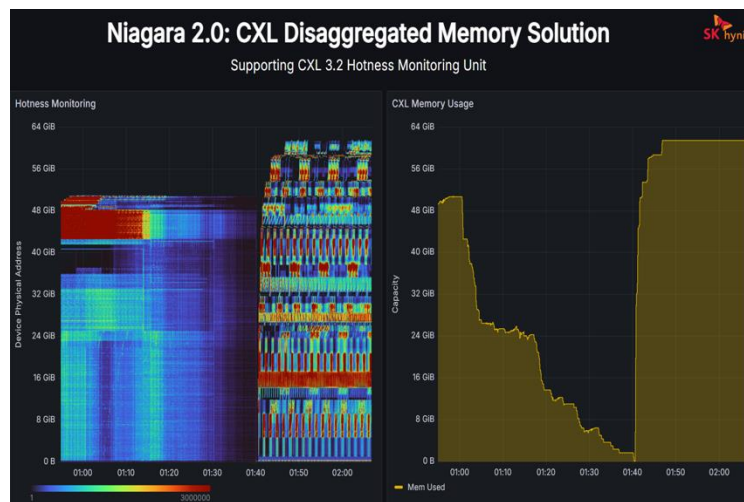 Niagara 2.0: CXL Disaggregated Memory Solution
SK hyni
Supporting CXL 3.2 Hotness Monitoring Unit
Hotness Monitoring
64 GiB
56 GiB
48 GiB
40 GiB
32 GiB
24 GiB
16 GiB
8 GiB
0 B
Device Physical Address
01:00 01:10 01:20 01:30 01:40 01:50 02:00
1 3000000
CXL Memory Usage
64 GiB
56 GiB
48 GiB
40 GiB
32 GiB
24 GiB
16 GiB
8 GiB
0 B
Capacity
01:00 01:10 01:20 01:30 01:40 01:50 02:00
Mem Used